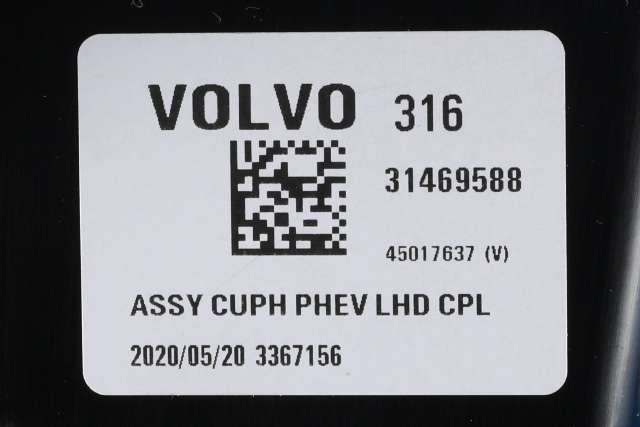 VOLVO 316
31469588
45017637 (V)
ASSY CUPH PHEV LHD CPL
2020/05/20 3367156